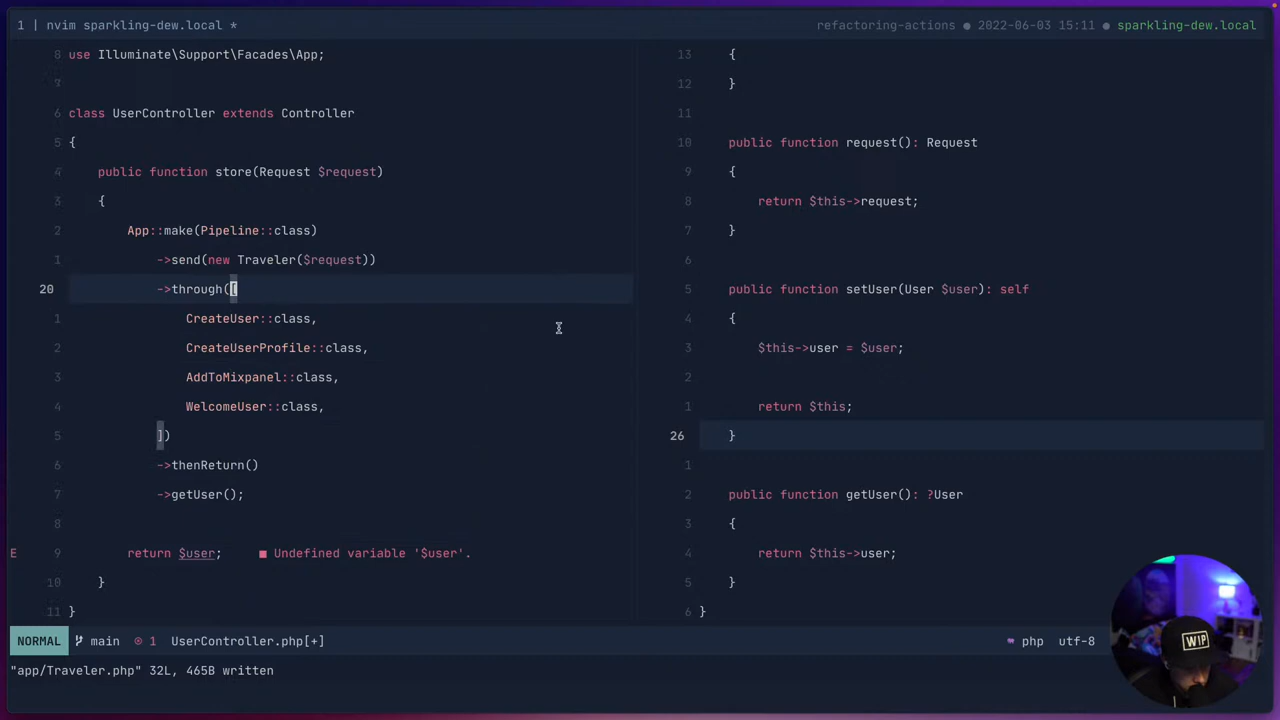 1 | nvim sparkling-dew.local *
refactoring-actions ● 2022-06-03 15:11 ● sparkling-dew.local
8 use Illuminate\Support\Facades\App;
7
6 class UserController extends Controller
5 {
4 public function store(Request $request)
3 {
2 App::make(Pipeline::class)
1 ->send(new Traveler($request))
20 ->through([
1 CreateUser::class,
2 CreateUserProfile::class,
3 AddToMixpanel::class,
4 WelcomeUser::class,
5 ])
6 ->thenReturn()
7 ->getUser();
8
E 9 return $user; ■ Undefined variable '$user'.
10 }
11 }
13 {
12 }
11
10 public function request(): Request
9 {
8 return $this->request;
7 }
6
5 public function setUser(User $user): self
4 {
3 $this->user = $user;
2
1 return $this;
26 }
1
2 public function getUser(): ?User
3 {
4 return $this->user;
5 }
6 }
NORMAL main 1 UserController.php[+]
php utf-8
"app/Traveler.php" 32L, 465B written
WIP